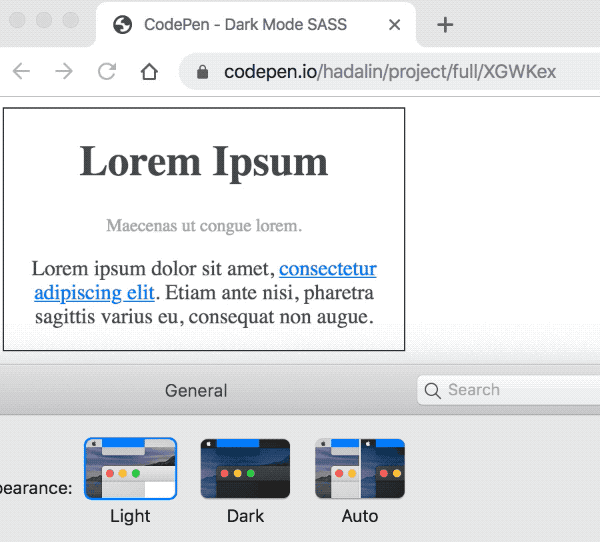 CodePen - Dark Mode SASS
codepen.io/hadalin/project/full/XGWKex
Lorem Ipsum
Maecenas ut congue lorem.
Lorem ipsum dolor sit amet, consectetur
adipiscing elit. Etiam ante nisi, pharetra
sagittis varius eu, consequat non augue.
General
Search
pearance:
Light
Dark
Auto